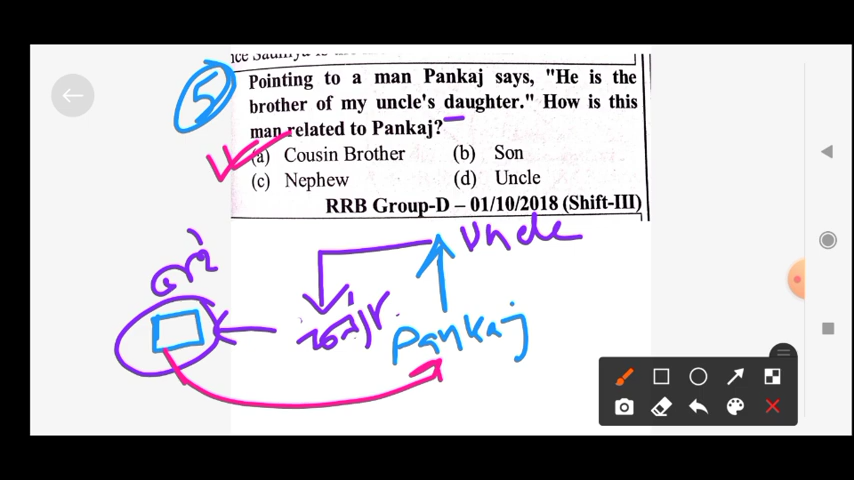 5
Pointing to a man Pankaj says, "He is the
brother of my uncle's daughter." How is this
man related to Pankaj?
(a) Cousin Brother (b) Son
(c) Nephew (d) Uncle
RRB Group-D – 01/10/2018 (Shift-III)
Uncle
Pankaj